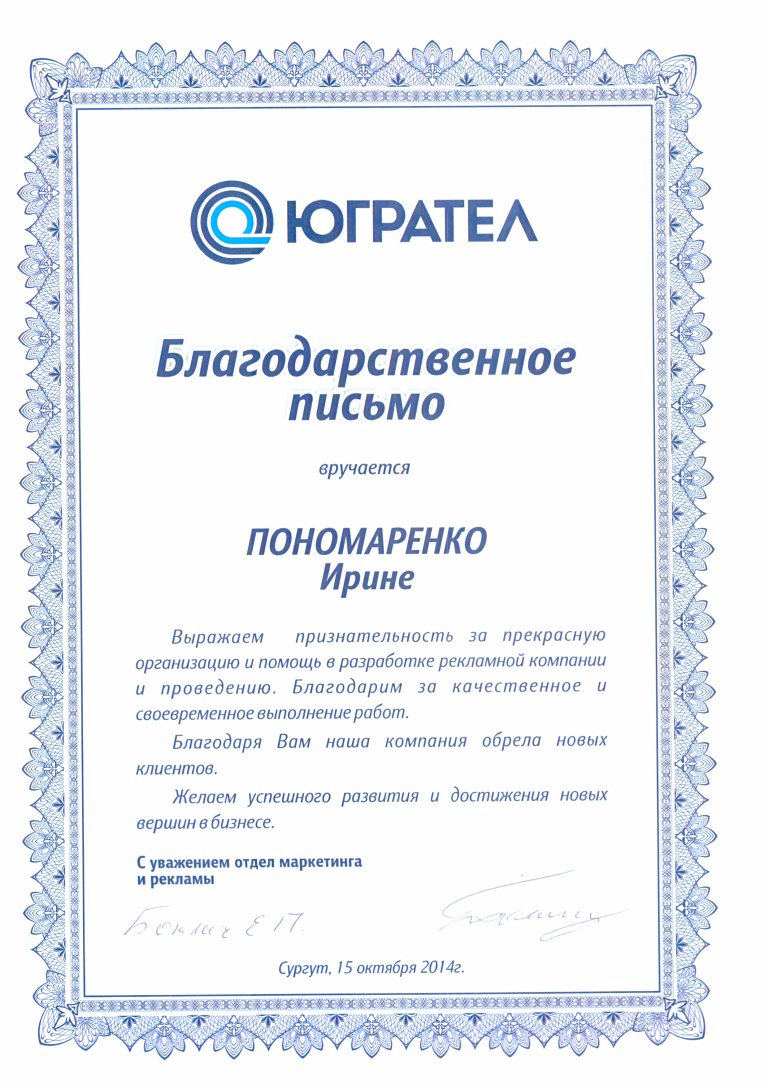 ЮГРАТЕЛ
Благодарственное
письмо
вручается
ПОНОМАРЕНКО
Ирине
Выражаем признательность за прекрасную
организацию и помощь в разработке рекламной компании
и проведению. Благодарим за качественное и
своевременное выполнение работ.
Благодаря Вам наша компания обрела новых
клиентов.
Желаем успешного развития и достижения новых
вершин в бизнесе.
С уважением отдел маркетинга
и рекламы
Е П.
Сургут, 15 октября 2014г.